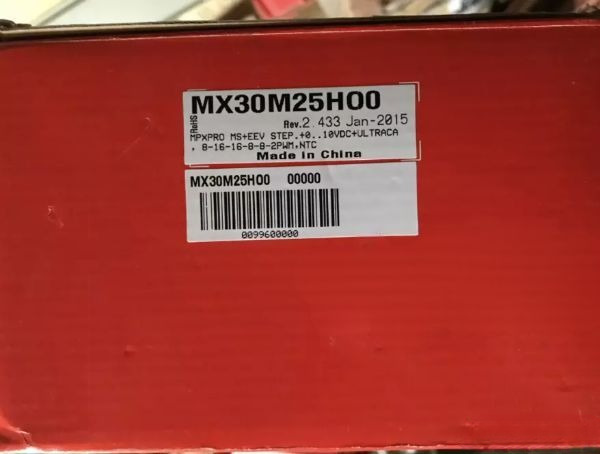 MX30M25HO0
RoHS
Rev.2.433 Jan-2015
MPXPRO MS+EEV STEP.+0..10VDC+ULTRACA
, 8-16-16-8-8-2PWM,NTC
Made in China
MX30M25HO0 00000
0099600000